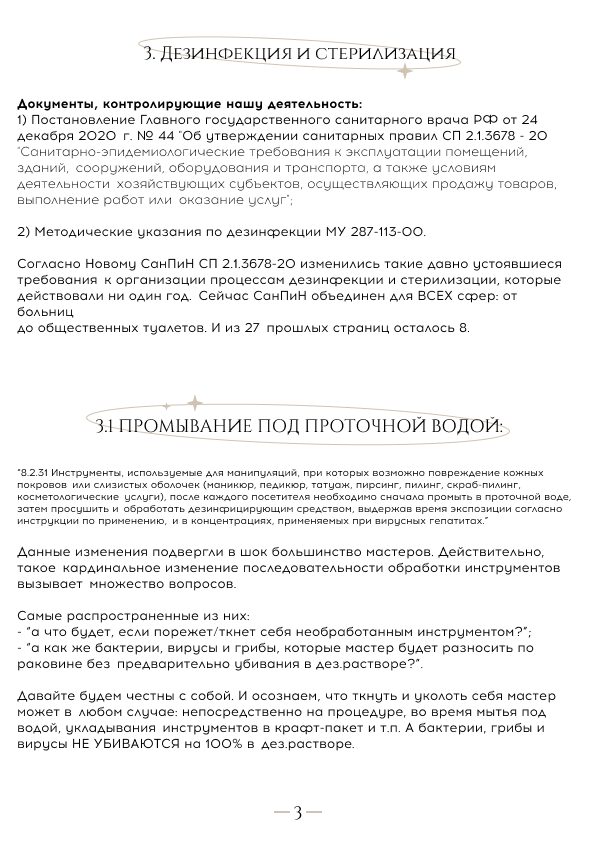 3. Дезинфекция и стерилизация
Документы, контролирующие нашу деятельность:
1) Постановление Главного государственного санитарного врача РФ от 24
декабря 2020 г. № 44 "Об утверждении санитарных правил СП 2.1.3678 - 20
"Санитарно-эпидемиологические требования к эксплуатации помещений,
зданий, сооружений, оборудования и транспорта, а также условиям
деятельности хозяйствующих субъектов, осуществляющих продажу товаров,
выполнение работ или оказание услуг";
2) Методические указания по дезинфекции МУ 287-113-00.
Согласно Новому СанПиН СП 2.1.3678-20 изменились такие давно устоявшиеся
требования к организации процессам дезинфекции и стерилизации, которые
действовали ни один год. Сейчас СанПиН объединен для ВСЕХ сфер: от
больниц
до общественных туалетов. И из 27 прошлых страниц осталось 8.
3.1 ПРОМЫВАНИЕ ПОД ПРОТОЧНОЙ ВОДОЙ:
"8.2.31 Инструменты, используемые для манипуляций, при которых возможно повреждение кожных
покровов или слизистых оболочек (маникюр, педикюр, татуаж, пирсинг, пилинг, скраб-пилинг,
косметологические услуги), после каждого посетителя необходимо сначала промыть в проточной воде,
затем просушить и обработать дезинфицирующим средством, выдержав время экспозиции согласно
инструкции по применению, и в концентрациях, применяемых при вирусных гепатитах."
Данные изменения подвергли в шок большинство мастеров. Действительно,
такое кардинальное изменение последовательности обработки инструментов
вызывает множество вопросов.
Самые распространенные из них:
- "а что будет, если порежет/ткнет себя необработанным инструментом?";
- "а как же бактерии, вирусы и грибы, которые мастер будет разносить по
раковине без предварительно убивания в дез.растворе?".
Давайте будем честны с собой. И осознаем, что ткнуть и уколоть себя мастер
может в любом случае: непосредственно на процедуре, во время мытья под
водой, укладывания инструментов в крафт-пакет и т.п. А бактерии, грибы и
вирусы НЕ УБИВАЮТСЯ на 100% в дез.растворе.
— 3 —